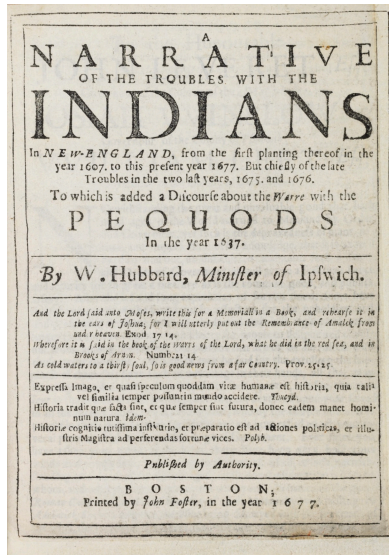 A
NARRATIVE
OF THE TROUBLES WITH THE
INDIANS
In NEW-ENGLAND, from the first planting thereof in the
year 1607. to this present year 1677. But chiefly of the late
Troubles in the two last years, 1675. and 1676.
To which is added a Discourse about the Warre with the
PEQUODS
In the year 1637.
By W. Hubbard, Minister of Ipswich.
And the Lord said unto Moses, write this for a Memoriall in a Book, and rehearse it in
the ears of Joshua, for I will utterly put out the Remembrance of Amalek from
under heaven. Exod 17 14.
Wherefore it is said in the book of the Warrs of the Lord, what he did in the red sea, and in
the Brooks of Arnon. Numb. 21 14
As cold waters to a thirsty soul, so is good news from a far Country. Prov. 25. 25.
Expressa Imago, et quasi speculum quoddam vitæ humanæ est historia, quia talia
vel similia semper possunt in mundo accidere. Thucyd.
Historia tradit quæ facta sint, et quæ semper sint futura, donec eadem manet homi-
num natura. Idem.
Historiæ cognitio tutissima institutio, et præparatio est ad actiones politicas, et illu-
stris Magistra ad perferendas fortunæ vices. Polyb.
Published by Authority.
BOSTON;
Printed by John Foster, in the year 1677.